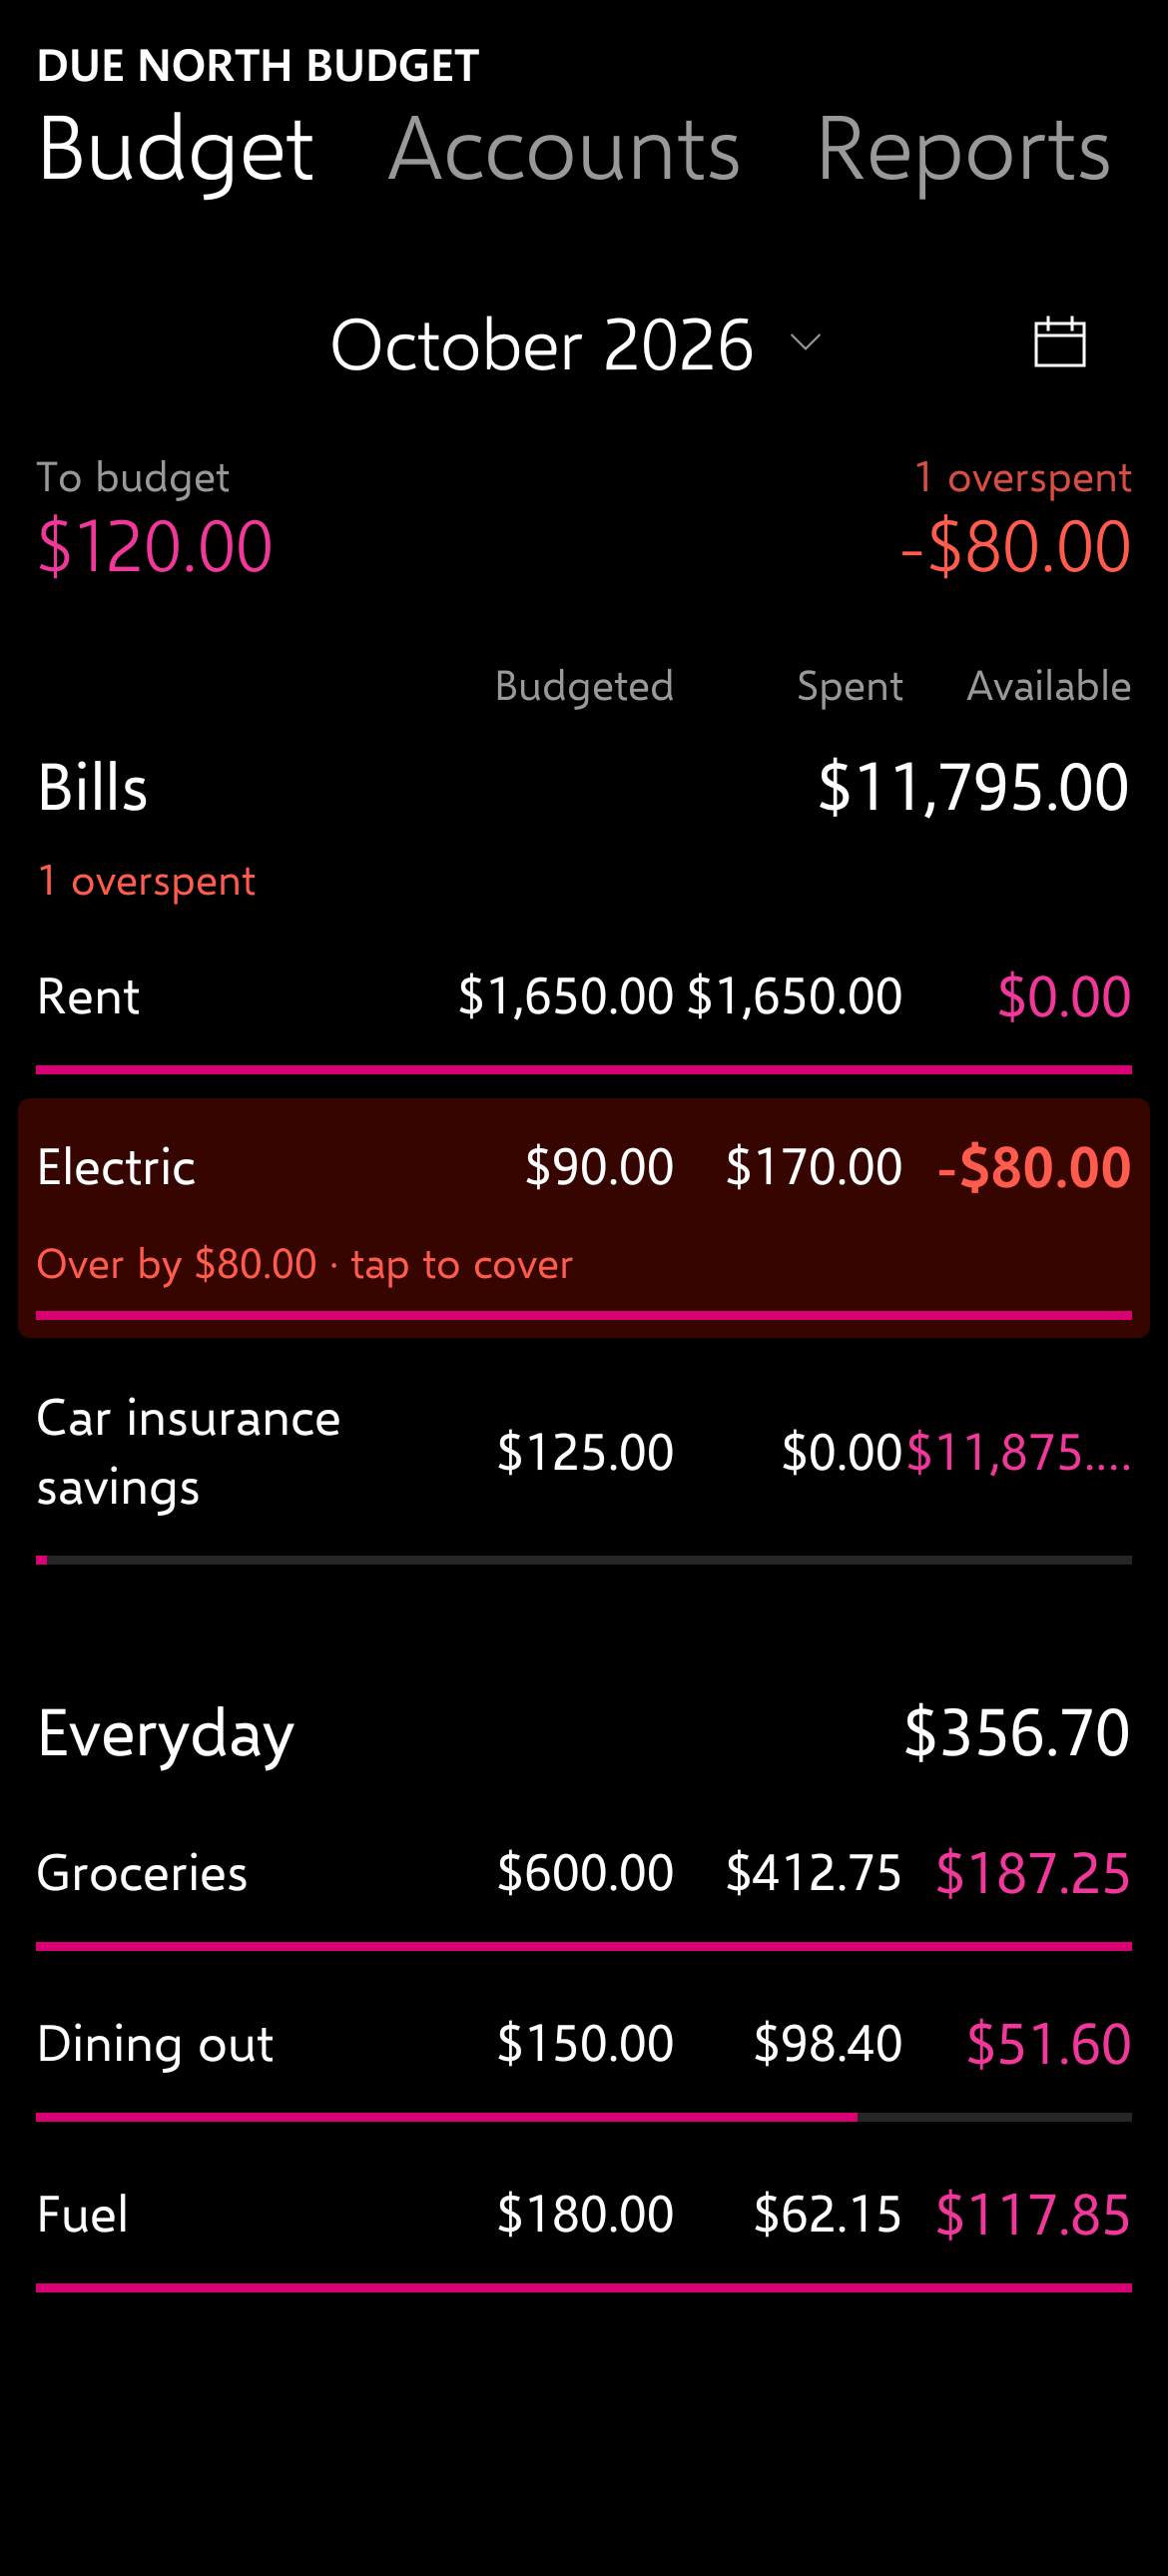 DUE NORTH BUDGET
Budget Accounts Reports
October 2026
To budget 1 overspent
$120.00 -$80.00
Budgeted Spent Available
Bills $11,795.00
1 overspent
Rent $1,650.00 $1,650.00 $0.00
Electric $90.00 $170.00 -$80.00
Over by $80.00 · tap to cover
Car insurance
savings $125.00 $0.00 $11,875....
Everyday $356.70
Groceries $600.00 $412.75 $187.25
Dining out $150.00 $98.40 $51.60
Fuel $180.00 $62.15 $117.85